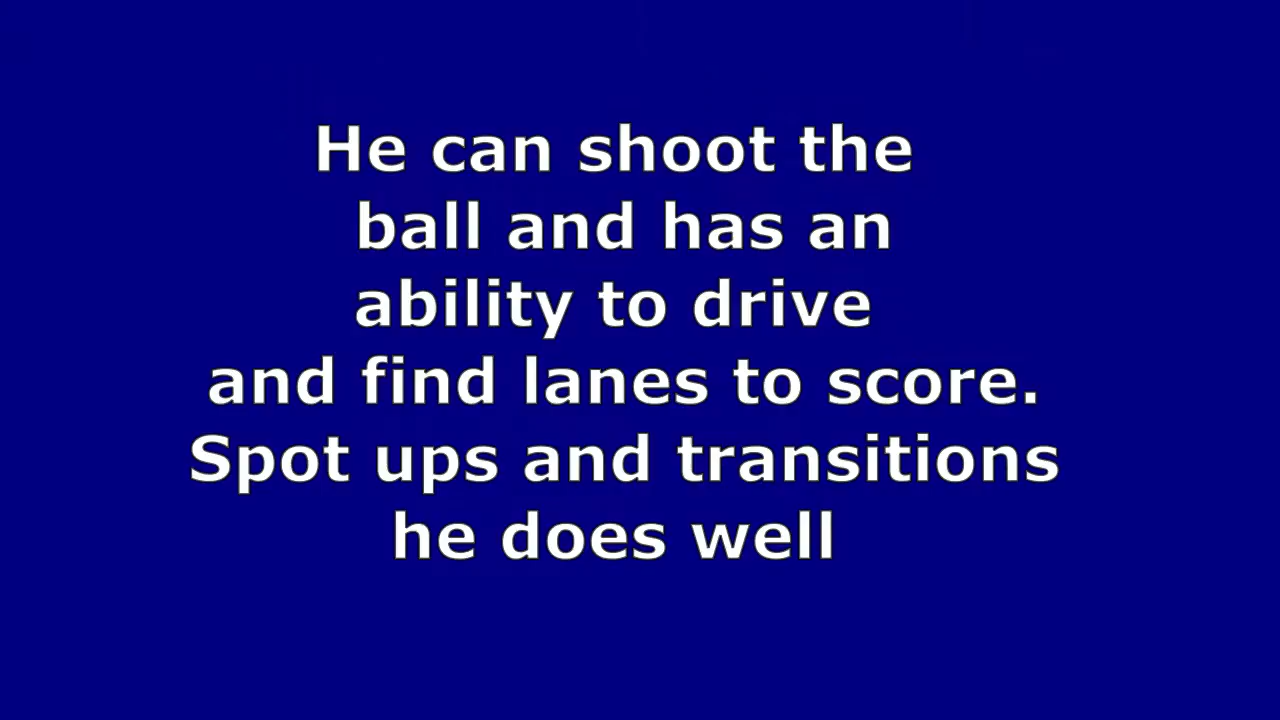 He can shoot the
ball and has an
ability to drive
and find lanes to score.
Spot ups and transitions
he does well